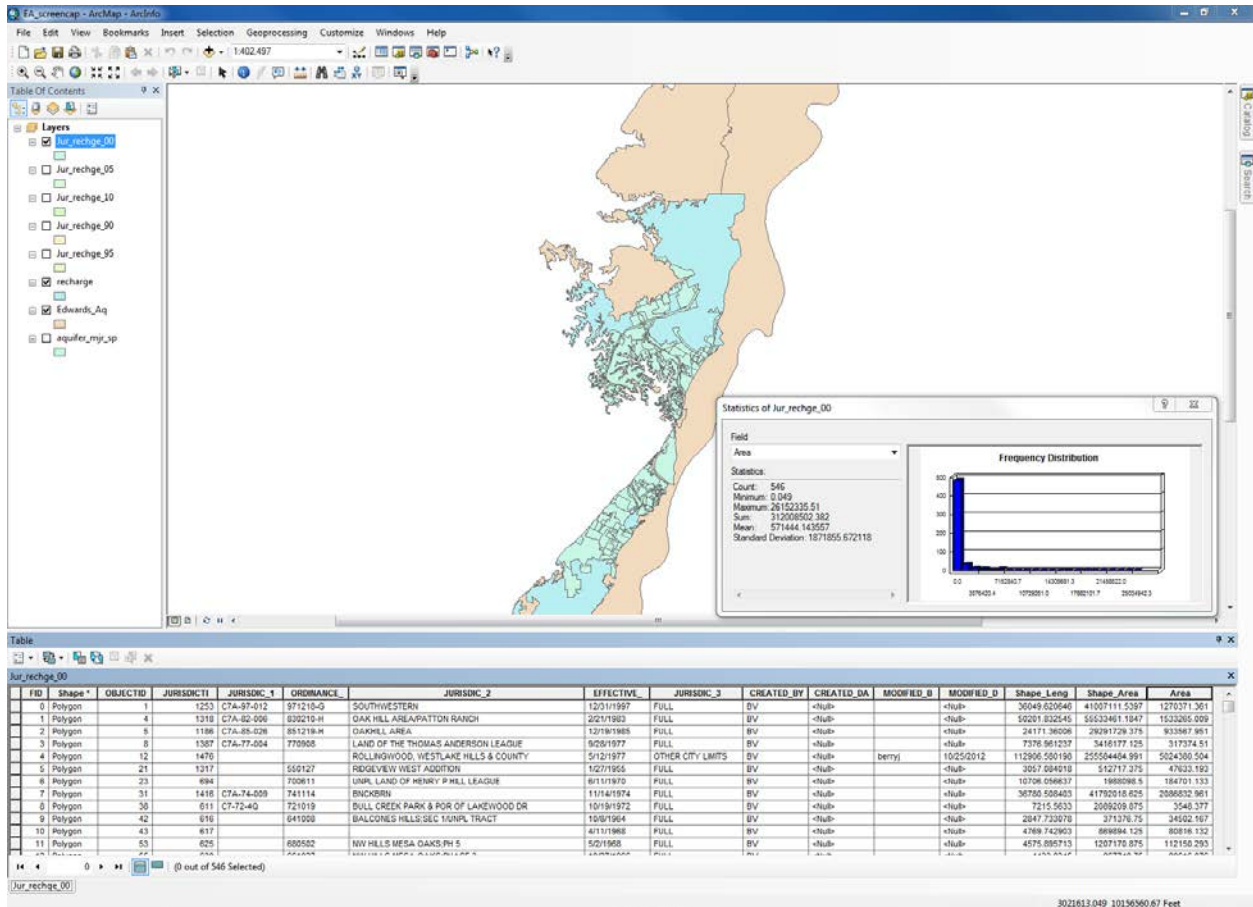 EA_screencap - ArcMap - ArcInfo
File Edit View Bookmarks Insert Selection Geoprocessing Customize Windows Help
1:402,497
Table Of Contents
Layers
Jur_rechge_00
Jur_rechge_05
Jur_rechge_10
Jur_rechge_90
Jur_rechge_95
recharge
Edwards_Aq
aquifer_mjr_sp
Catalog
Search
Statistics of Jur_rechge_00
Field
Area
Statistics:
Count: 546
Minimum: 0.049
Maximum: 26152335.51
Sum: 312008502.382
Mean: 571444.143557
Standard Deviation: 1871855.672118
Frequency Distribution
500
400
300
200
100
0
0.0
Table
Jur_rechge_00
FID Shape * OBJECTID JURISDICTI JURISDIC_1 ORDINANCE_ JURISDIC_2 EFFECTIVE_ JURISDIC_3 CREATED_BY CREATED_DA MODIFIED_B MODIFIED_D Shape_Leng Shape_Area Area
0 Polygon 1 1253 C7A-97-012 971218-G SOUTHWESTERN 12/31/1997 FULL BV <Null> <Null> 36049.620646 41007111.5397 1270371.361
1 Polygon 4 1318 C7A-82-006 830210-H OAK HILL AREA/PATTON RANCH 2/21/1983 FULL BV <Null> <Null> 50201.832545 55533461.1847 1533265.009
2 Polygon 5 1186 C7A-85-026 851219-H OAKHILL AREA 12/19/1985 FULL BV <Null> <Null> 24171.36006 29291729.375 933567.951
3 Polygon 8 1387 C7A-77-004 770908 LAND OF THE THOMAS ANDERSON LEAGUE 9/28/1977 FULL BV <Null> <Null> 7376.961237 3416177.125 317374.51
4 Polygon 12 1476 ROLLINGWOOD, WESTLAKE HILLS & COUNTY 5/12/1977 OTHER CITY LIMITS BV <Null> berryj 10/25/2012 112906.580190 255584484.991 5024380.504
5 Polygon 21 1317 550127 RIDGEVIEW WEST ADDITION 1/27/1955 FULL BV <Null> <Null> 3057.084018 512717.375 47633.193
6 Polygon 23 694 700611 UNPL LAND OF HENRY P HILL LEAGUE 6/11/1970 FULL BV <Null> <Null> 10706.056637 1988098.5 184701.133
7 Polygon 31 1416 C7A-74-009 741114 BNCKBRN 11/14/1974 FULL BV <Null> <Null> 36780.508403 41792018.625 2086832.961
8 Polygon 38 611 C7-72-4Q 721019 BULL CREEK PARK & POR OF LAKEWOOD DR 10/19/1972 FULL BV <Null> <Null> 7215.5633 2089209.875 3548.377
9 Polygon 42 616 641008 BALCONES HILLS:SEC 1/UNPL TRACT 10/8/1964 FULL BV <Null> <Null> 2847.733078 371376.75 34502.167
10 Polygon 43 617 4/11/1968 FULL BV <Null> <Null> 4769.742903 869894.125 80816.132
11 Polygon 53 625 680502 NW HILLS MESA OAKS:PH 5 5/2/1968 FULL BV <Null> <Null> 4575.895713 1207170.875 112150.293
0 (0 out of 546 Selected)
Jur_rechge_00
3021613.049 10156560.67 Feet